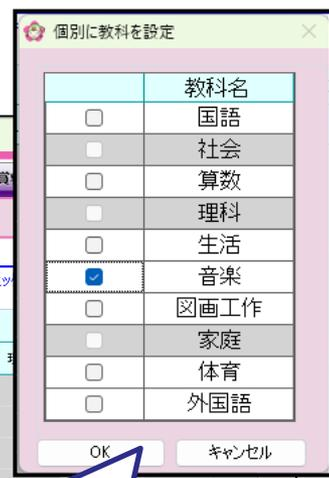 個別に教科を設定
教科名
国語
社会
算数
理科
生活
音楽
図画工作
家庭
体育
外国語
OK
キャンセル